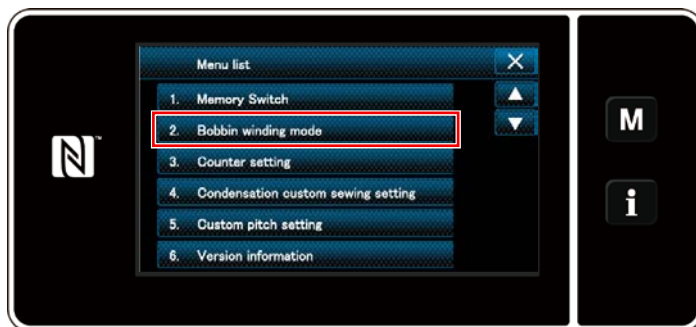 Menu list
1. Memory Switch
2. Bobbin winding mode
3. Counter setting
4. Condensation custom sewing setting
5. Custom pitch setting
6. Version information
M
i